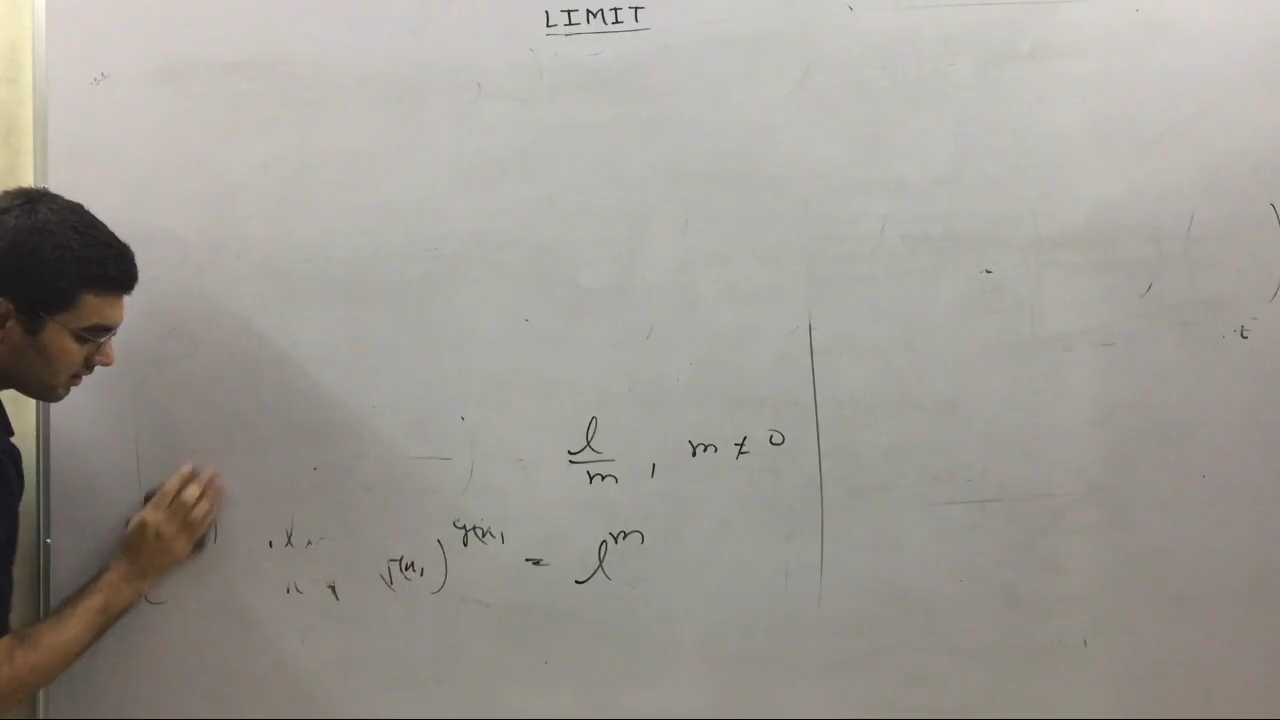 LIMIT
l/m , m ≠ 0
)^{g(x)} = l^m